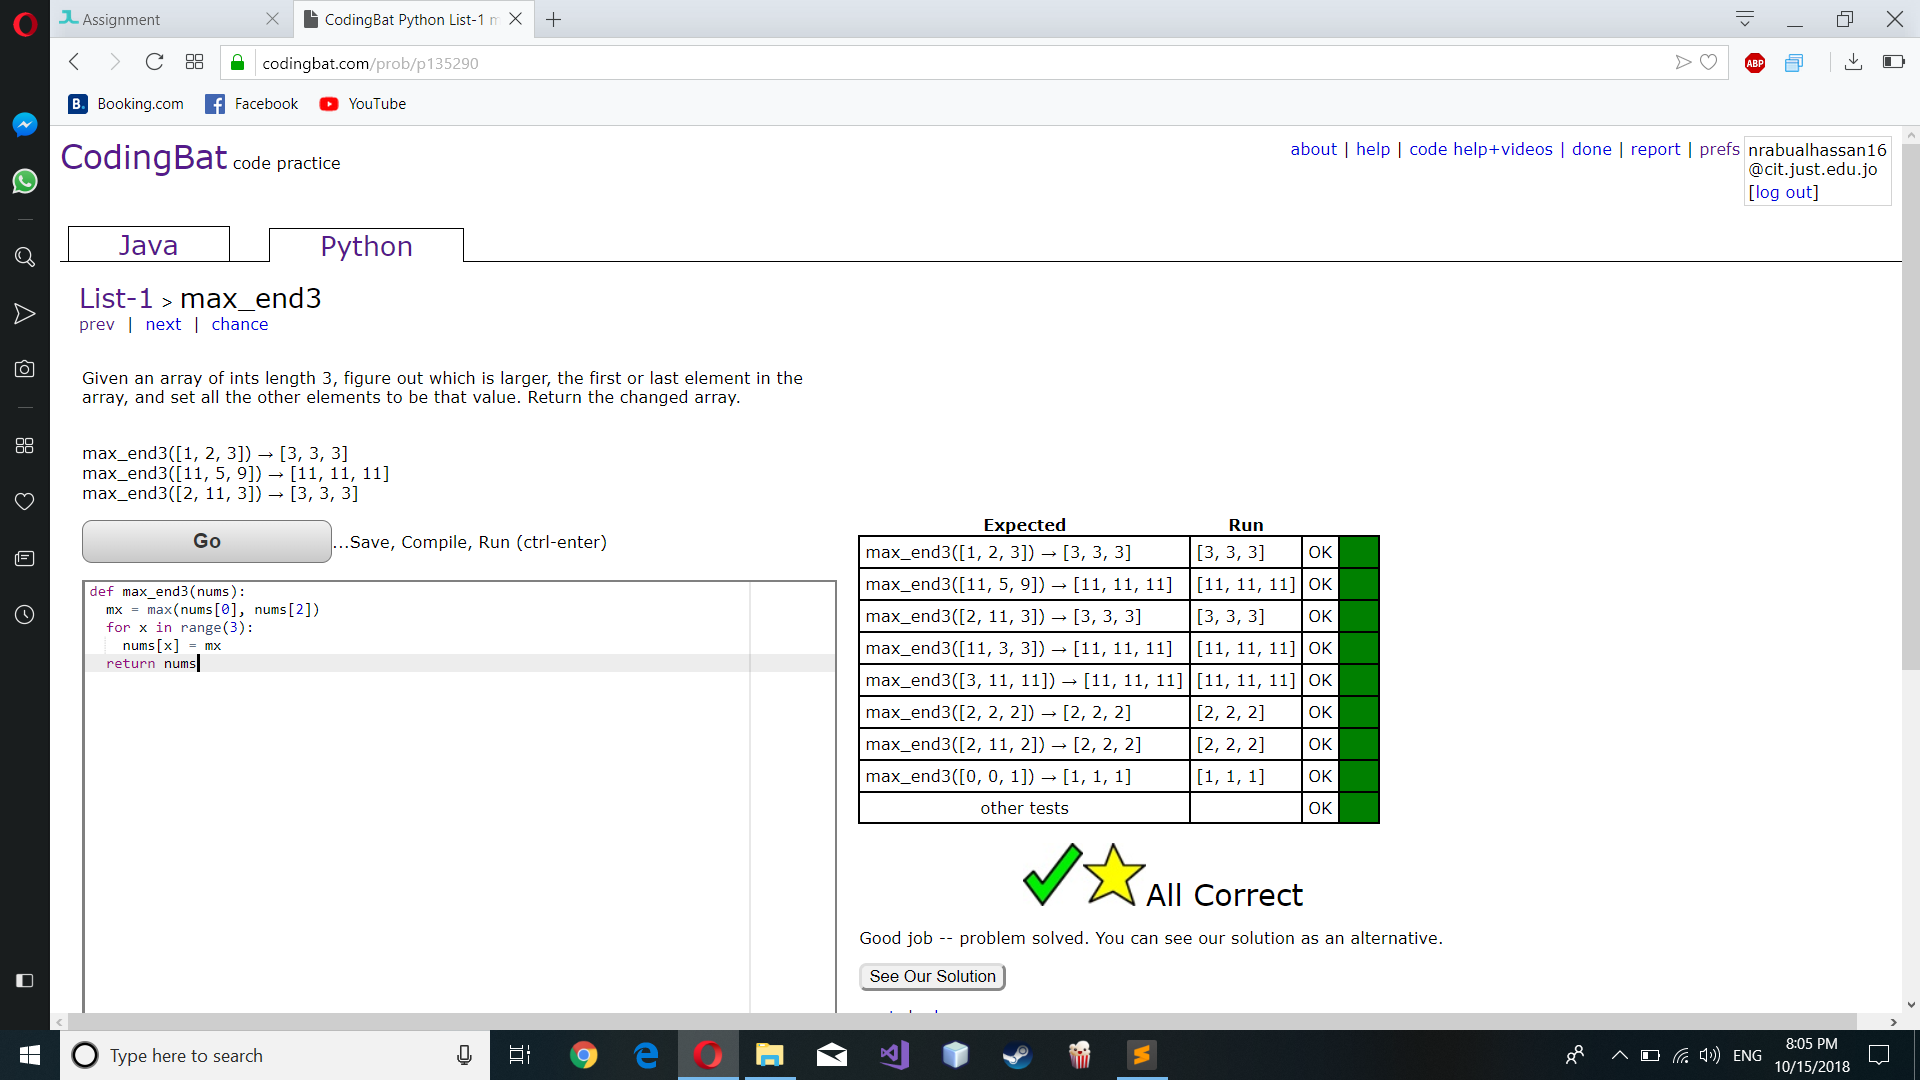 Assignment
CodingBat Python List-1 m
codingbat.com/prob/p135290
ABP
B. Booking.com Facebook YouTube
CodingBat code practice
about | help | code help+videos | done | report | prefs
nrabualhassan16
@cit.just.edu.jo
[log out]
Java
Python
List-1 > max_end3
prev | next | chance
Given an array of ints length 3, figure out which is larger, the first or last element in the
array, and set all the other elements to be that value. Return the changed array.
max_end3([1, 2, 3]) → [3, 3, 3]
max_end3([11, 5, 9]) → [11, 11, 11]
max_end3([2, 11, 3]) → [3, 3, 3]
Go ...Save, Compile, Run (ctrl-enter)
def max_end3(nums):
  mx = max(nums[0], nums[2])
  for x in range(3):
    nums[x] = mx
  return nums
Expected Run
max_end3([1, 2, 3]) → [3, 3, 3] [3, 3, 3] OK
max_end3([11, 5, 9]) → [11, 11, 11] [11, 11, 11] OK
max_end3([2, 11, 3]) → [3, 3, 3] [3, 3, 3] OK
max_end3([11, 3, 3]) → [11, 11, 11] [11, 11, 11] OK
max_end3([3, 11, 11]) → [11, 11, 11] [11, 11, 11] OK
max_end3([2, 2, 2]) → [2, 2, 2] [2, 2, 2] OK
max_end3([2, 11, 2]) → [2, 2, 2] [2, 2, 2] OK
max_end3([0, 0, 1]) → [1, 1, 1] [1, 1, 1] OK
other tests OK
All Correct
Good job -- problem solved. You can see our solution as an alternative.
See Our Solution
Type here to search
ENG
8:05 PM
10/15/2018